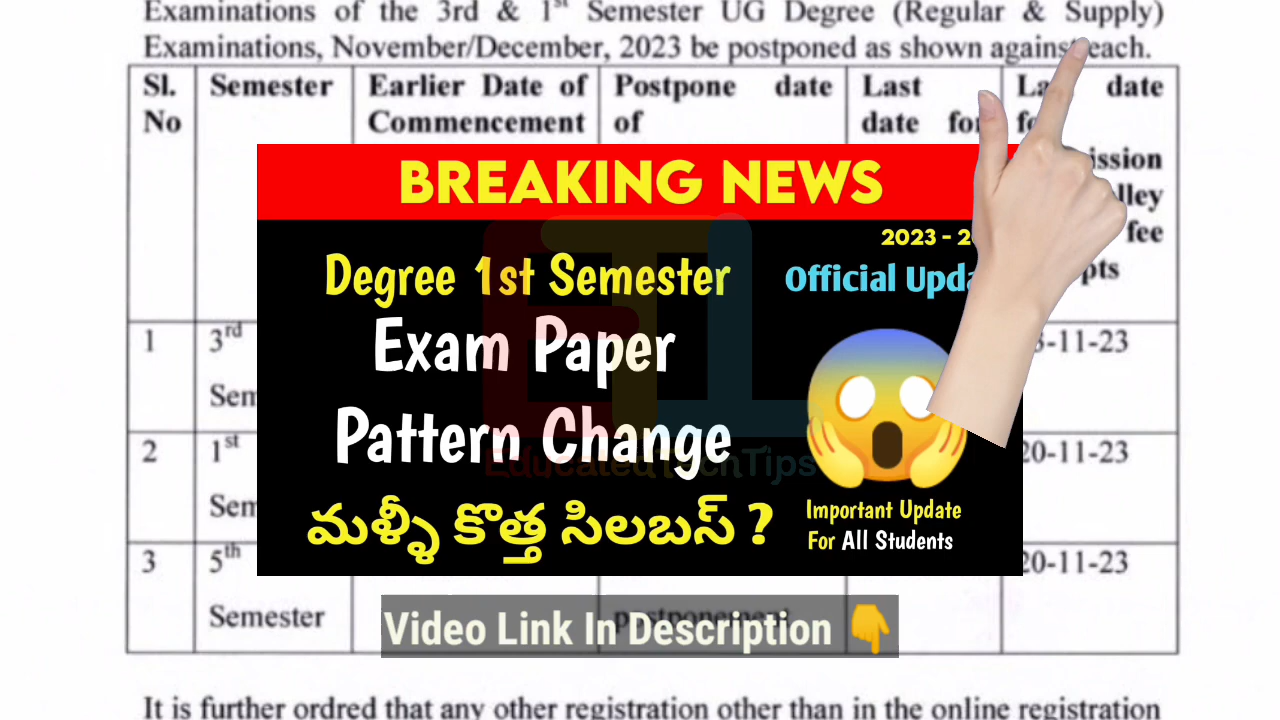 Examinations of the 3rd & 1st Semester UG Degree (Regular & Supply)
Examinations, November/December, 2023 be postponed as shown against each.
Sl. No
Semester
Earlier Date of Commencement
Postpone date of
Last date for
date
BREAKING NEWS
2023 -
Degree 1st Semester
Official
Exam Paper
Pattern Change
EducatedTechTips
మళ్ళీ కొత్త సిలబస్ ?
Important Update
For All Students
fee
1
3rd
2
1st
20-11-23
3
5th
Semester
20-11-23
Video Link In Description 👇
It is further ordred that any other registration other than in the online registration